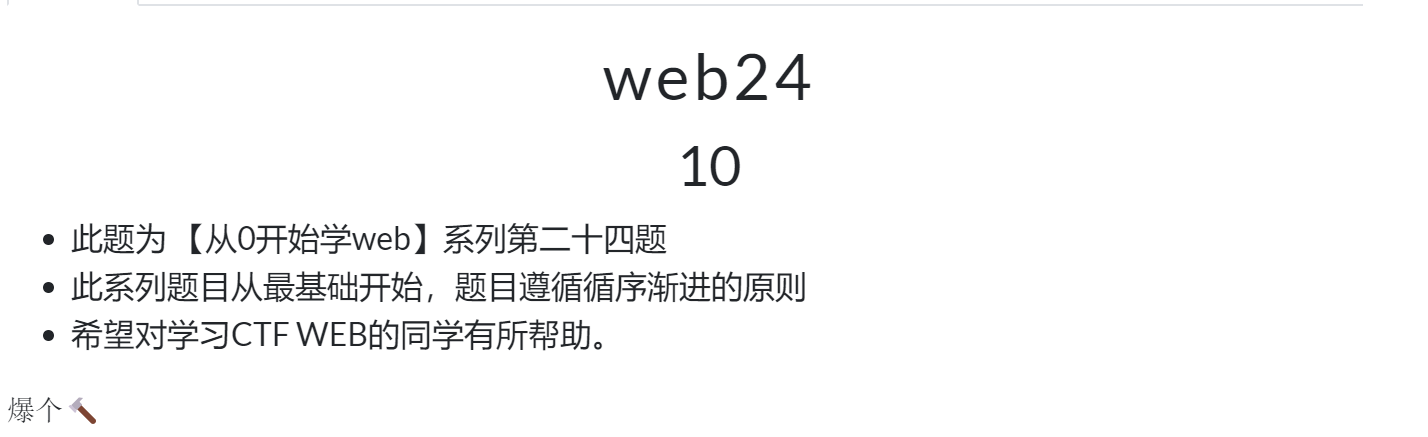 web24
10
此题为 【从0开始学web】系列第二十四题
此系列题目从最基础开始，题目遵循循序渐进的原则
希望对学习CTF WEB的同学有所帮助。
爆个🔨